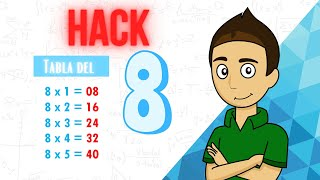 HACK
TABLA DEL
8
8 x 1 = 08
8 x 2 = 16
8 x 3 = 24
8 x 4 = 32
8 x 5 = 40